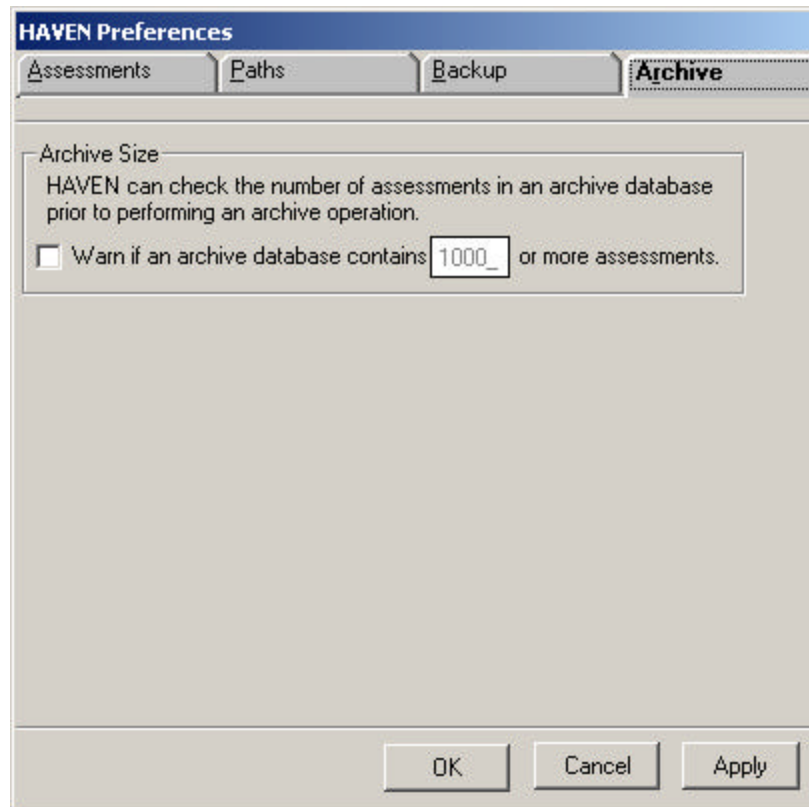 HAVEN Preferences
Assessments Paths Backup Archive
Archive Size
HAVEN can check the number of assessments in an archive database
prior to performing an archive operation.
Warn if an archive database contains 1000_ or more assessments.
OK Cancel Apply